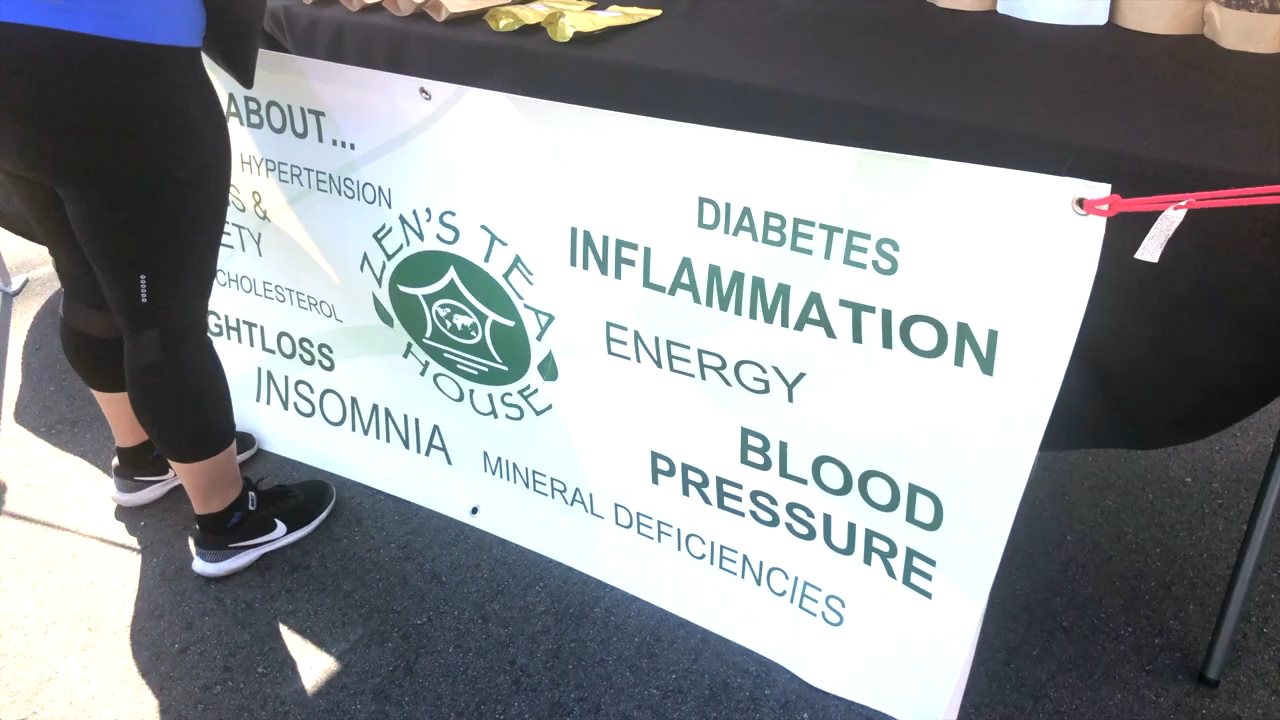 ABOUT...
HYPERTENSION
&
CHOLESTEROL
INSOMNIA
ZEN'S TEA
HOUSE
DIABETES
INFLAMMATION
ENERGY
BLOOD
PRESSURE
MINERAL DEFICIENCIES